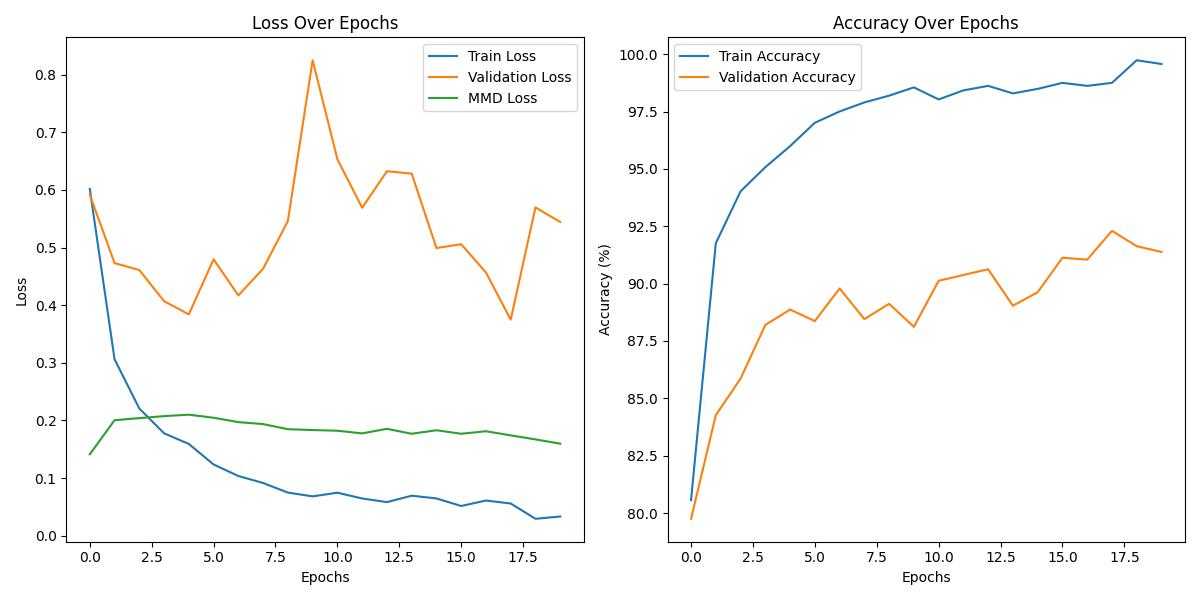 Loss Over Epochs
Train Loss
Validation Loss
MMD Loss
0.8
0.7
0.6
0.5
0.4
0.3
0.2
0.1
0.0
Loss
0.0 2.5 5.0 7.5 10.0 12.5 15.0 17.5
Epochs
Accuracy Over Epochs
Train Accuracy
Validation Accuracy
100.0
97.5
95.0
92.5
90.0
87.5
85.0
82.5
80.0
Accuracy (%)
0.0 2.5 5.0 7.5 10.0 12.5 15.0 17.5
Epochs